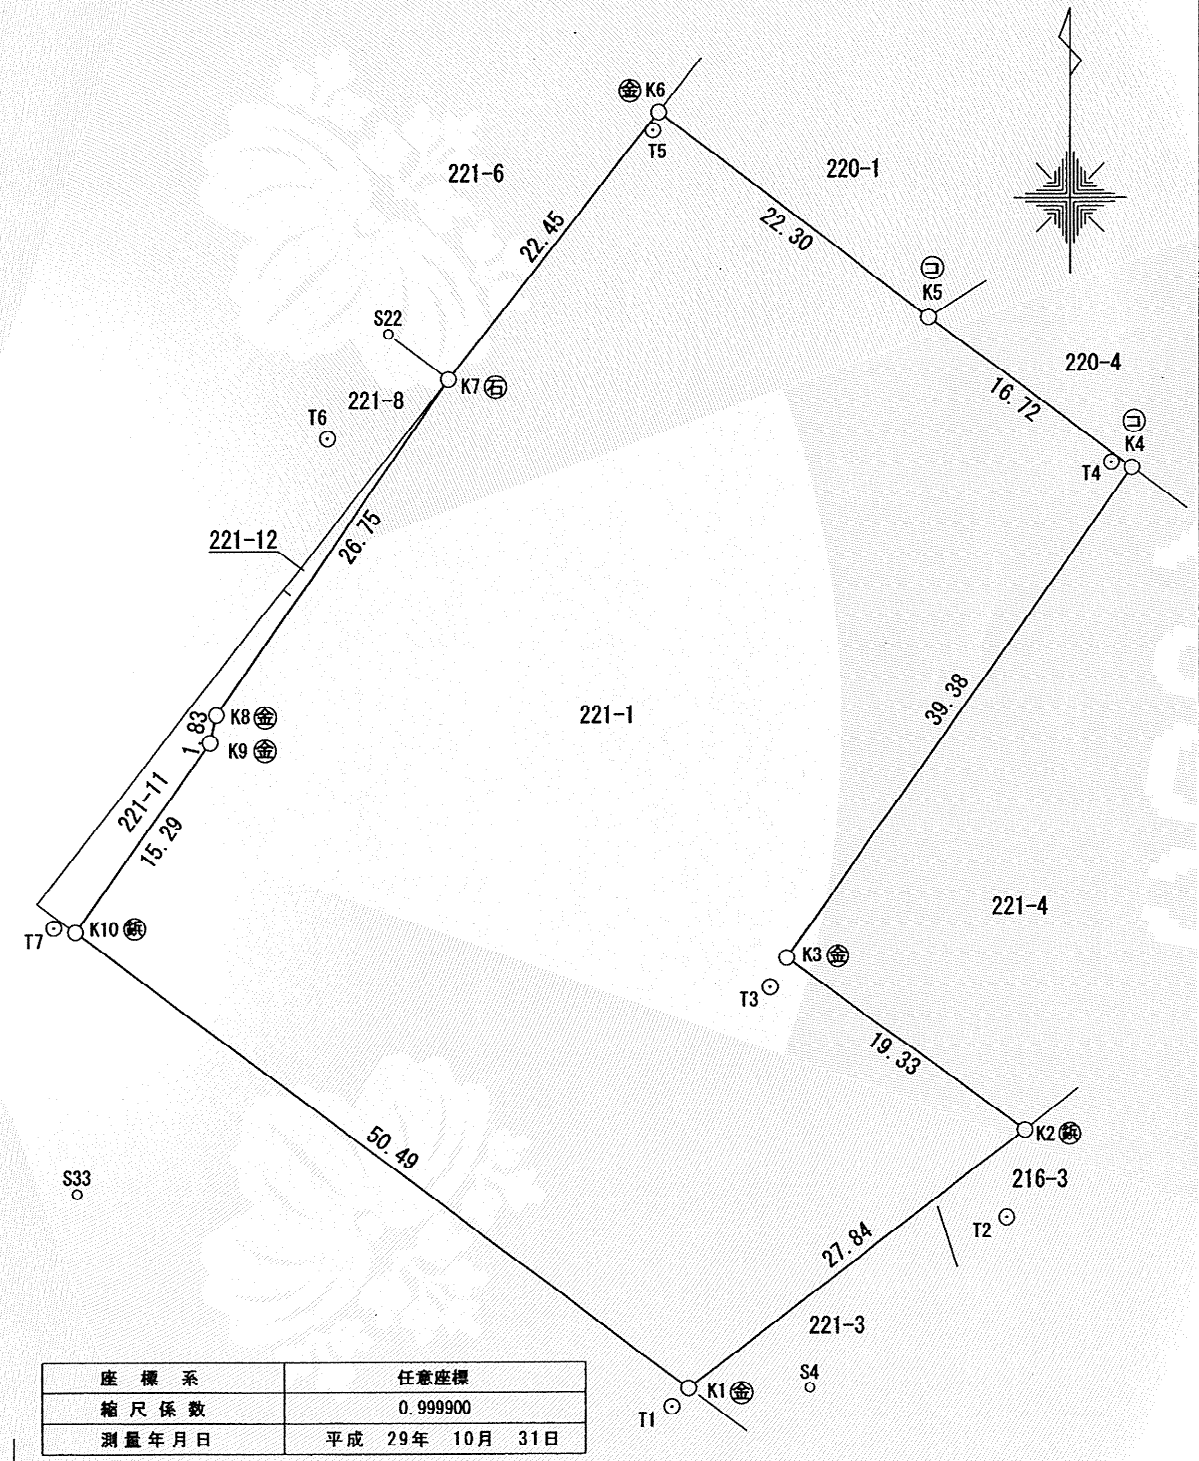 金 K6
T5
221-6
220-1
22.45
22.30
コ
K5
S22
K7 石
220-4
221-8
16.72
T6
コ
K4
T4
221-12
26.75
221-1
39.38
K8 金
1.83
K9 金
221-11
15.29
221-4
K10 鋲
T7
K3 金
T3
19.33
K2 鋲
50.49
S33
216-3
T2
27.84
221-3
S4
K1 金
T1
座標系 任意座標
縮尺係数 0.999900
測量年月日 平成 29年 10月 31日